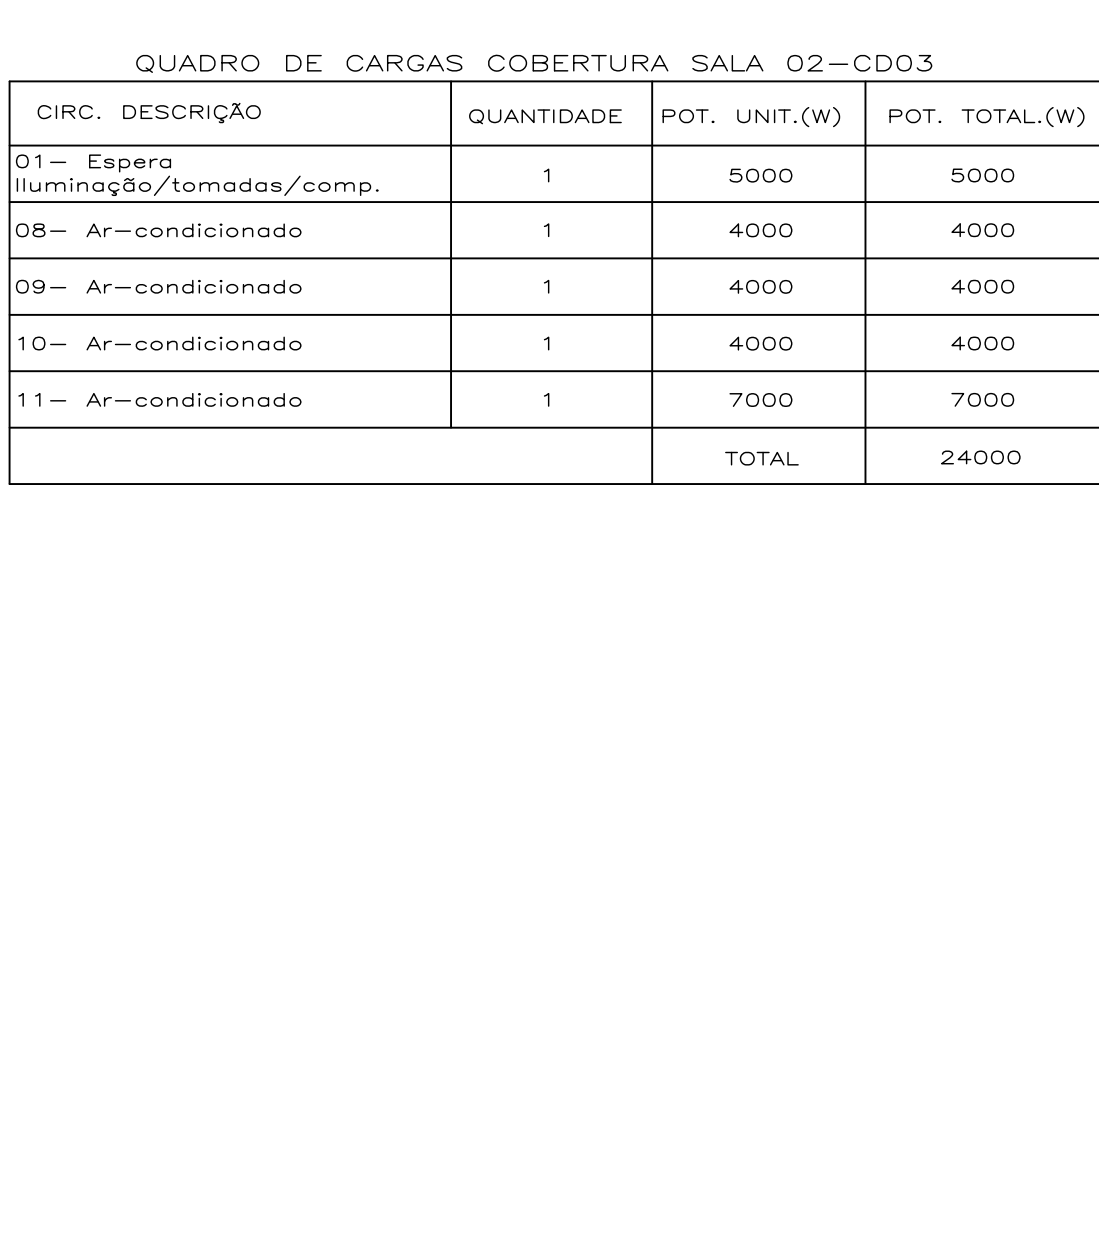 QUADRO DE CARGAS COBERTURA SALA 02-CD03
CIRC. DESCRIÇÃO QUANTIDADE POT. UNIT.(W) POT. TOTAL.(W)
01- Espera
Iluminação/tomadas/comp. 1 5000 5000
08- Ar-condicionado 1 4000 4000
09- Ar-condicionado 1 4000 4000
10- Ar-condicionado 1 4000 4000
11- Ar-condicionado 1 7000 7000
TOTAL 24000